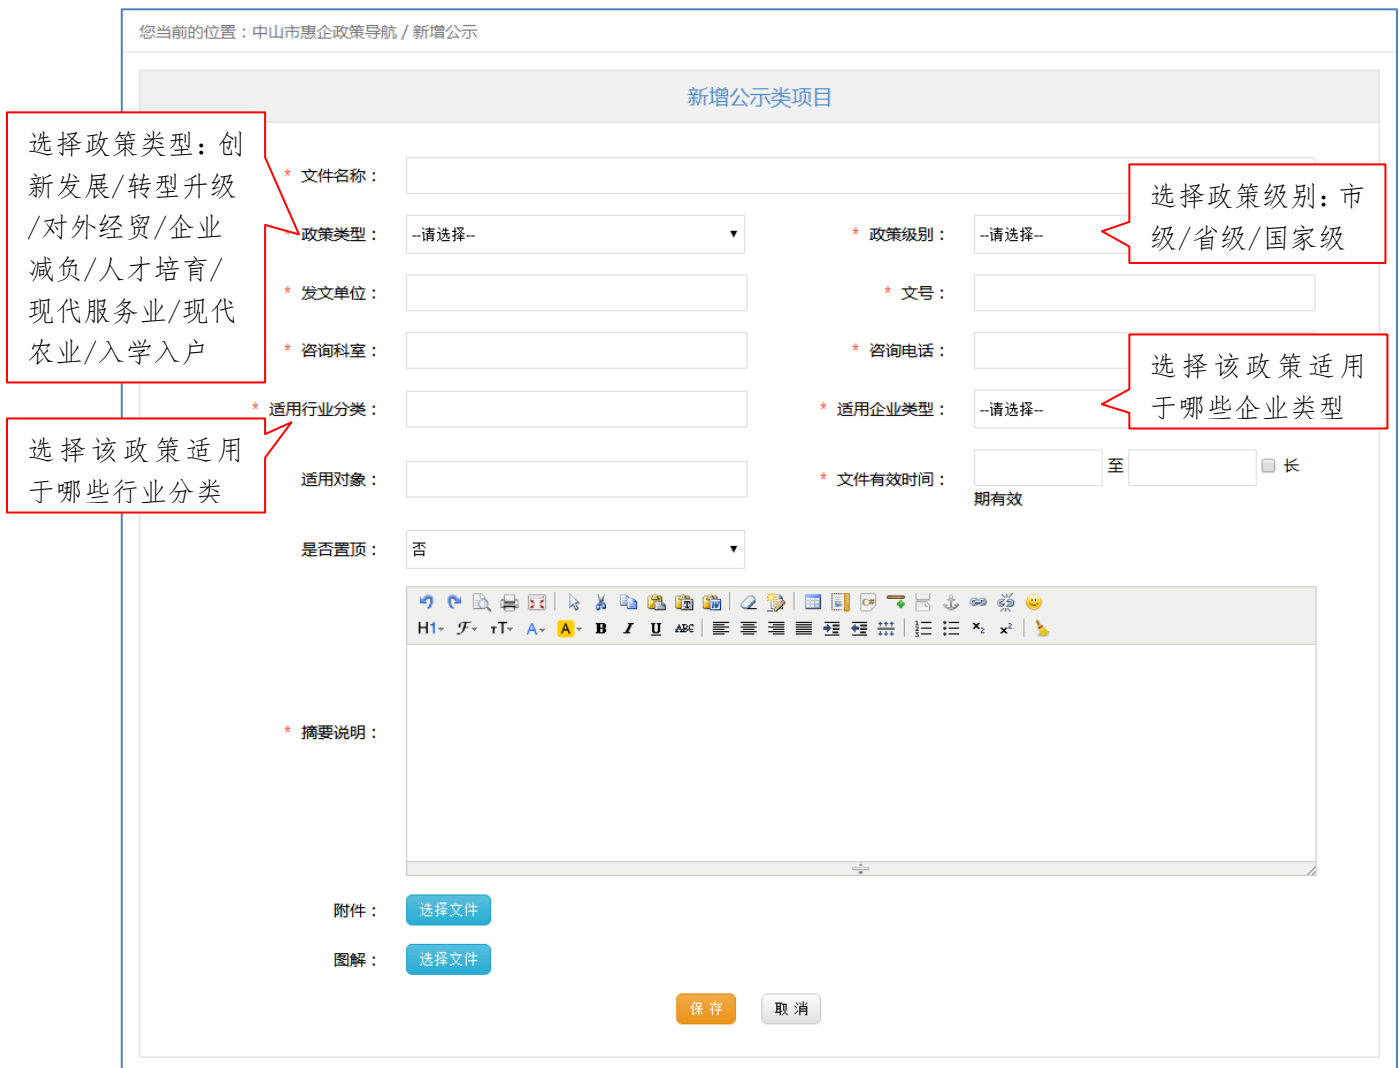 您当前的位置：中山市惠企政策导航 / 新增公示
新增公示类项目
选择政策类型：创
新发展/转型升级
/对外经贸/企业
减负/人才培育/
现代服务业/现代
农业/入学入户
* 文件名称：
选择政策级别：市
级/省级/国家级
政策类型： --请选择--
* 政策级别： --请选择--
* 发文单位：
* 文号：
* 咨询科室：
* 咨询电话：
选择该政策适用
于哪些企业类型
* 适用行业分类：
* 适用企业类型： --请选择--
选择该政策适用
于哪些行业分类
适用对象：
* 文件有效时间： 至 长
期有效
是否置顶： 否
H1 F TT A A B I U ABC
* 摘要说明：
附件： 选择文件
图解： 选择文件
保存 取消